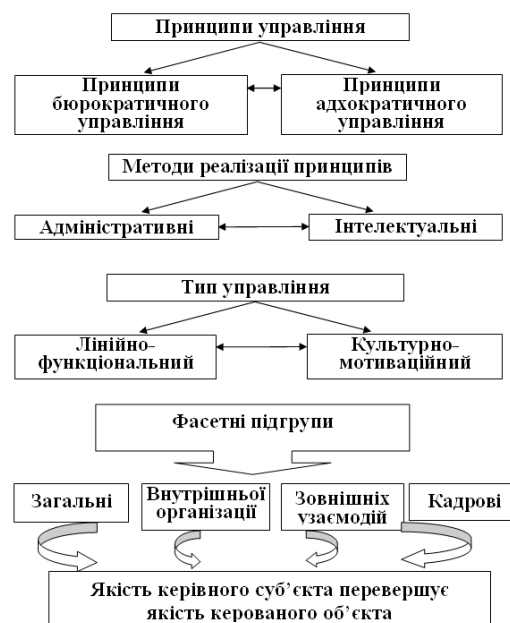 Принципи управління
Принципи
бюрократичного
управління
Принципи
адхократичного
управління
Методи реалізації принципів
Адміністративні
Інтелектуальні
Тип управління
Лінійно-
функціональний
Культурно-
мотиваційний
Фасетні підгрупи
Загальні
Внутрішньої
організації
Зовнішніх
узаємодій
Кадрові
Якість керівного суб’єкта перевершує
якість керованого об’єкта